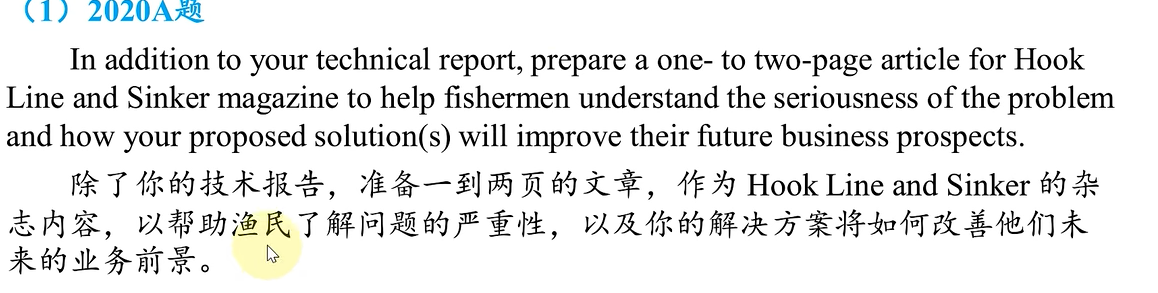 （1）2020A题
In addition to your technical report, prepare a one- to two-page article for Hook
Line and Sinker magazine to help fishermen understand the seriousness of the problem
and how your proposed solution(s) will improve their future business prospects.
除了你的技术报告，准备一到两页的文章，作为 Hook Line and Sinker 的杂
志内容，以帮助渔民了解问题的严重性，以及你的解决方案将如何改善他们未
来的业务前景。